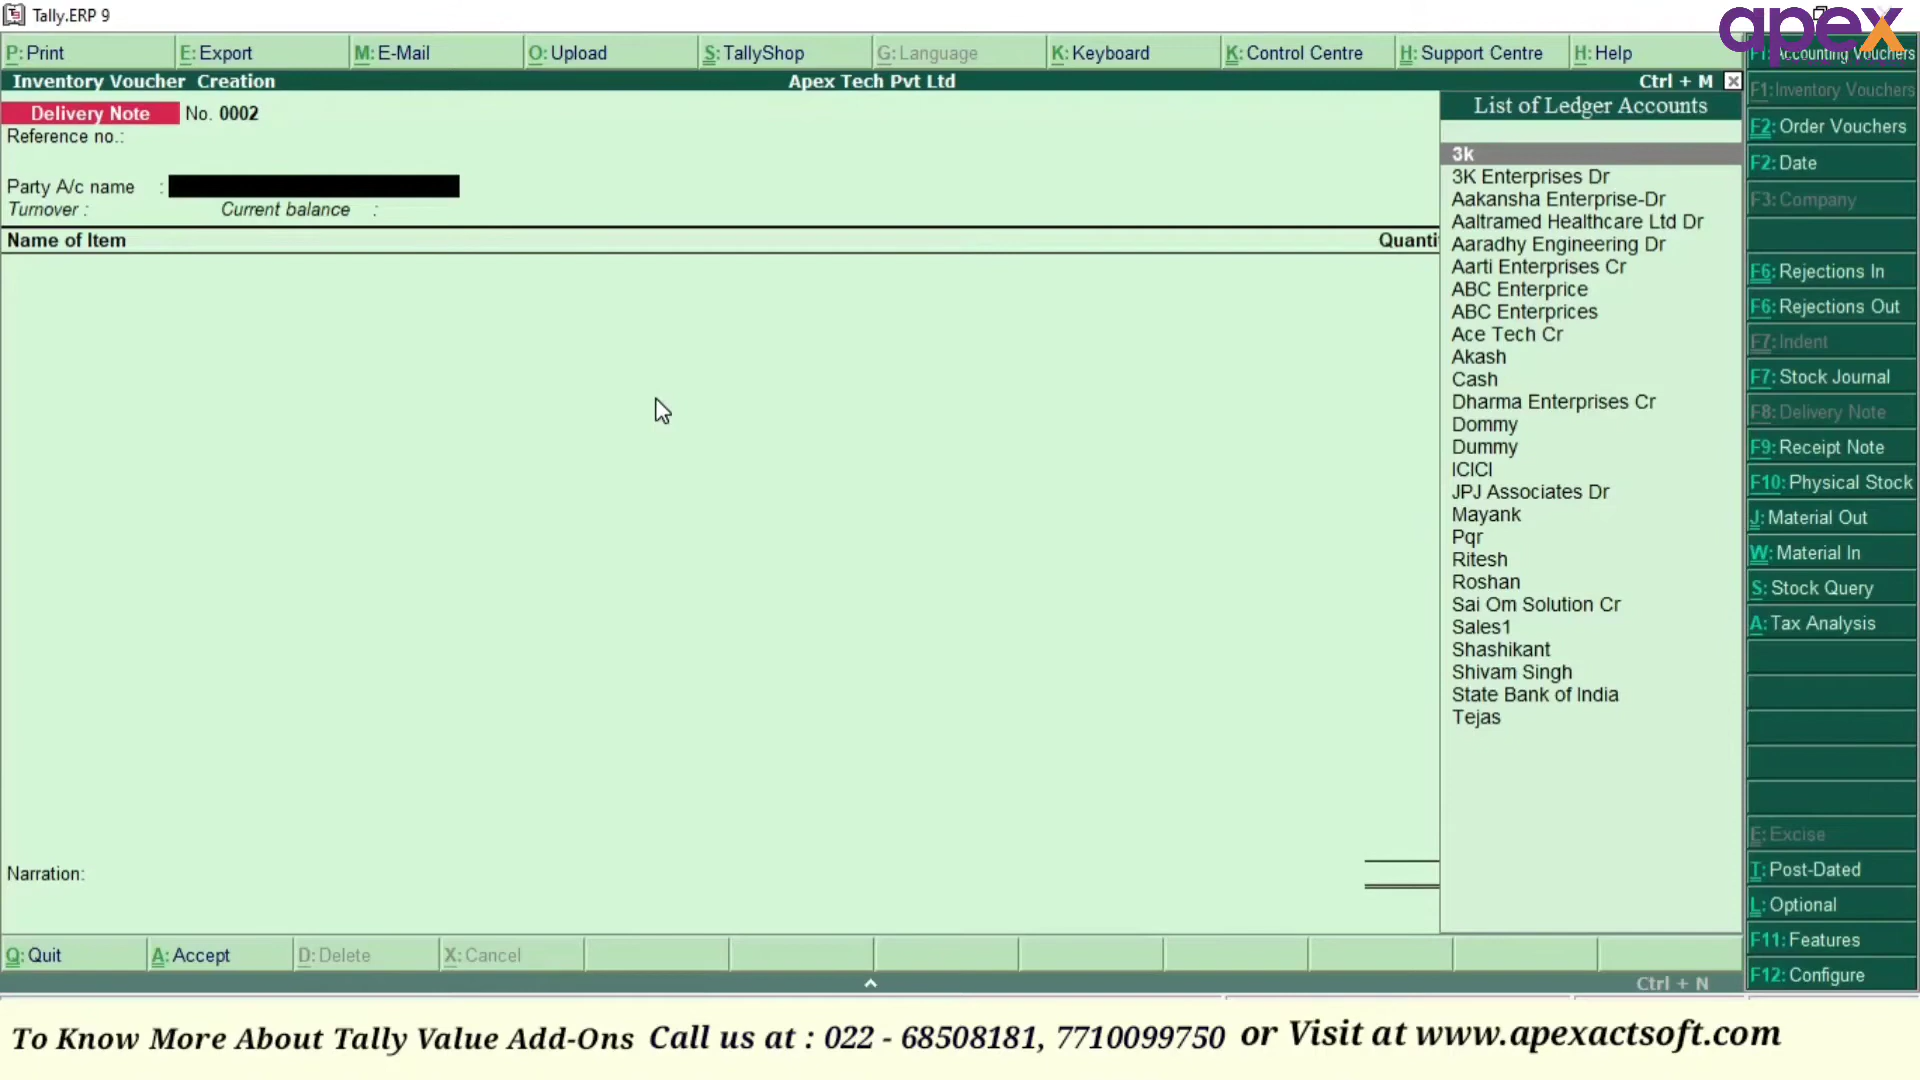 Tally.ERP 9
apex
P: Print
E: Export
M: E-Mail
O: Upload
S: TallyShop
G: Language
K: Keyboard
K: Control Centre
H: Support Centre
H: Help
Inventory Voucher Creation
Apex Tech Pvt Ltd
Ctrl + M
Delivery Note
No. 0002
Reference no.:
Party A/c name :
Turnover :
Current balance :
Name of Item
Quanti
Narration:
List of Ledger Accounts
3k
3K Enterprises Dr
Aakansha Enterprise-Dr
Aaltramed Healthcare Ltd Dr
Aaradhy Engineering Dr
Aarti Enterprises Cr
ABC Enterprice
ABC Enterprices
Ace Tech Cr
Akash
Cash
Dharma Enterprises Cr
Dommy
Dummy
ICICI
JPJ Associates Dr
Mayank
Pqr
Ritesh
Roshan
Sai Om Solution Cr
Sales1
Shashikant
Shivam Singh
State Bank of India
Tejas
F1: Accounting Vouchers
F1: Inventory Vouchers
F2: Order Vouchers
F2: Date
F3: Company
F6: Rejections In
F6: Rejections Out
F7: Indent
F7: Stock Journal
F8: Delivery Note
F9: Receipt Note
F10: Physical Stock
J: Material Out
W: Material In
S: Stock Query
A: Tax Analysis
E: Excise
T: Post-Dated
L: Optional
F11: Features
F12: Configure
Q: Quit
A: Accept
D: Delete
X: Cancel
Ctrl + N
To Know More About Tally Value Add-Ons Call us at : 022 - 68508181, 7710099750 or Visit at www.apexactsoft.com